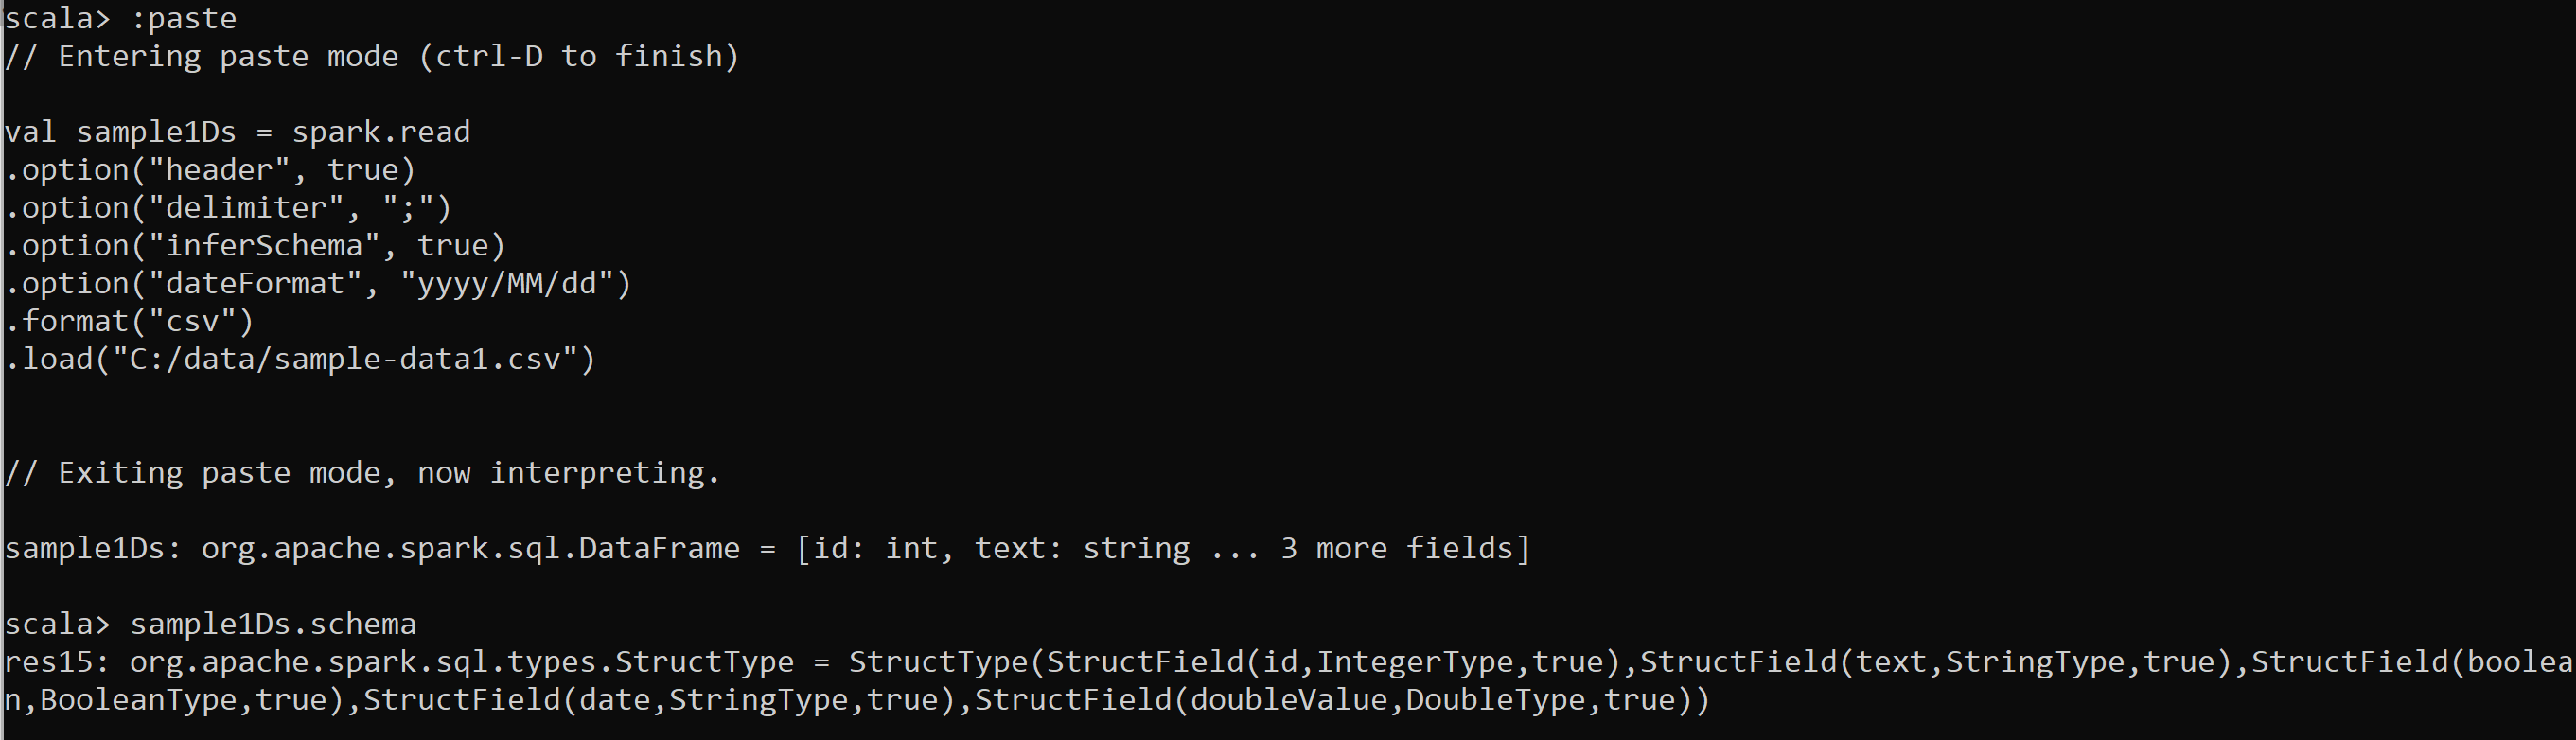 scala> :paste
// Entering paste mode (ctrl-D to finish)
val sample1Ds = spark.read
.option("header", true)
.option("delimiter", ";")
.option("inferSchema", true)
.option("dateFormat", "yyyy/MM/dd")
.format("csv")
.load("C:/data/sample-data1.csv")
// Exiting paste mode, now interpreting.
sample1Ds: org.apache.spark.sql.DataFrame = [id: int, text: string ... 3 more fields]
scala> sample1Ds.schema
res15: org.apache.spark.sql.types.StructType = StructType(StructField(id,IntegerType,true),StructField(text,StringType,true),StructField(boolea
n,BooleanType,true),StructField(date,StringType,true),StructField(doubleValue,DoubleType,true))